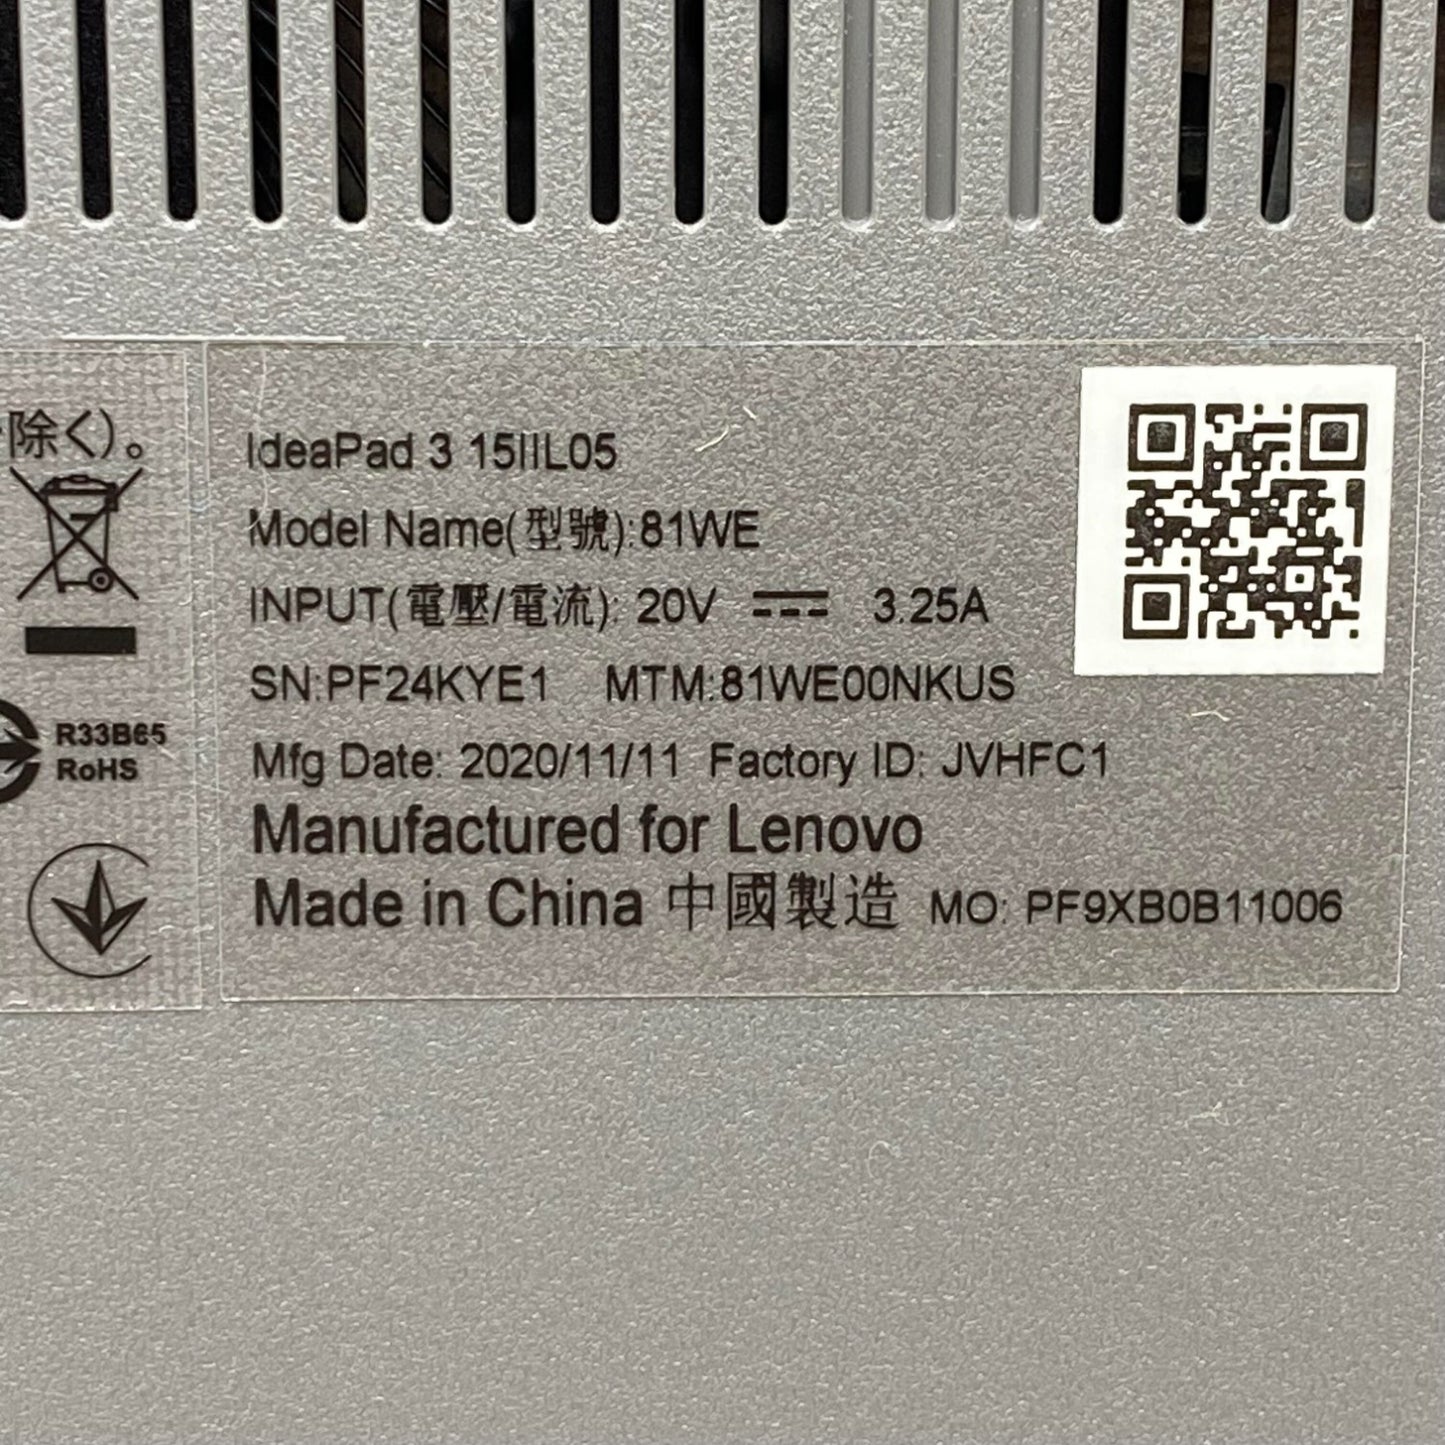 除く)。
R33B65
RoHS
IdeaPad 3 15IIL05
Model Name(型號):81WE
INPUT(電壓/電流): 20V ⎓ 3.25A
SN:PF24KYE1 MTM:81WE00NKUS
Mfg Date: 2020/11/11 Factory ID: JVHFC1
Manufactured for Lenovo
Made in China 中國製造 MO: PF9XB0B11006